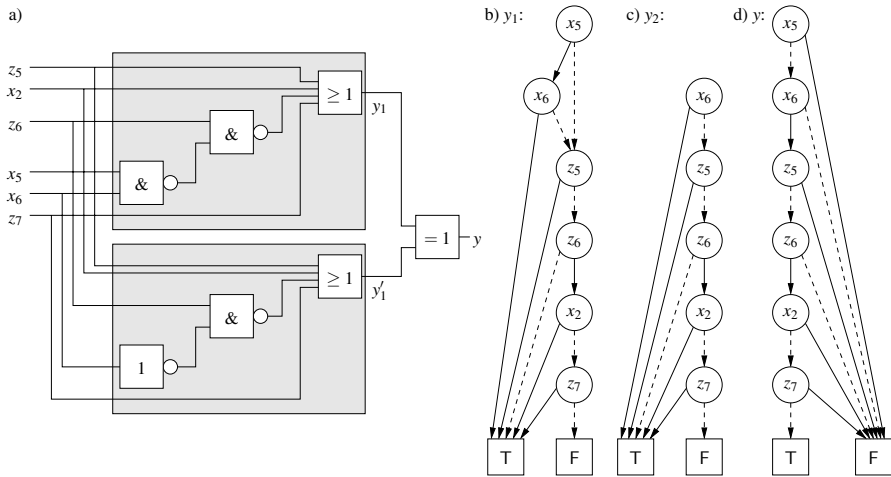 a)
z5
x2
z6
x5
x6
z7
&
&
≥ 1
y1
1
&
≥ 1
y′1
= 1
y
b) y1:
x5
x6
z5
z6
x2
z7
T
F
c) y2:
x6
z5
z6
x2
z7
T
F
d) y:
x5
x6
z5
z6
x2
z7
T
F